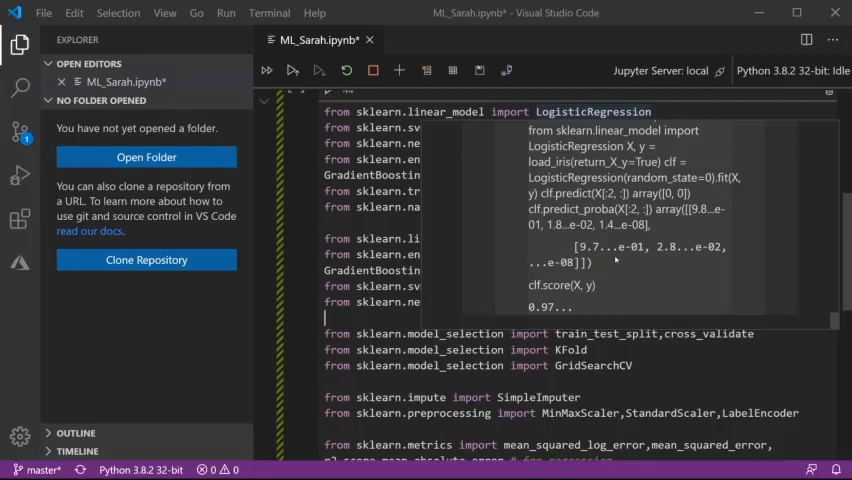 File Edit Selection View Go Run Terminal Help ML_Sarah.ipynb* - Visual Studio Code
EXPLORER
OPEN EDITORS
ML_Sarah.ipynb*
NO FOLDER OPENED
You have not yet opened a folder.
Open Folder
You can also clone a repository from
a URL. To learn more about how to
use git and source control in VS Code
read our docs.
Clone Repository
OUTLINE
TIMELINE
1
ML_Sarah.ipynb*
Jupyter Server: local
Python 3.8.2 32-bit: Idle
from sklearn.linear_model import LogisticRegression
from sklearn.sv
from sklearn.ne
from sklearn.en
GradientBoostin
from sklearn.tr
from sklearn.na
from sklearn.li
from sklearn.en
GradientBoostin
from sklearn.sv
from sklearn.ne
from sklearn.linear_model import
LogisticRegression X, y =
load_iris(return_X_y=True) clf =
LogisticRegression(random_state=0).fit(X,
y) clf.predict(X[:2, :]) array([0, 0])
clf.predict_proba(X[:2, :]) array([[9.8...e-
01, 1.8...e-02, 1.4...e-08],
[9.7...e-01, 2.8...e-02,
...e-08]])
clf.score(X, y)
0.97...
from sklearn.model_selection import train_test_split,cross_validate
from sklearn.model_selection import KFold
from sklearn.model_selection import GridSearchCV
from sklearn.impute import SimpleImputer
from sklearn.preprocessing import MinMaxScaler,StandardScaler,LabelEncoder
from sklearn.metrics import mean_squared_log_error,mean_squared_error,
master* Python 3.8.2 32-bit 0 0